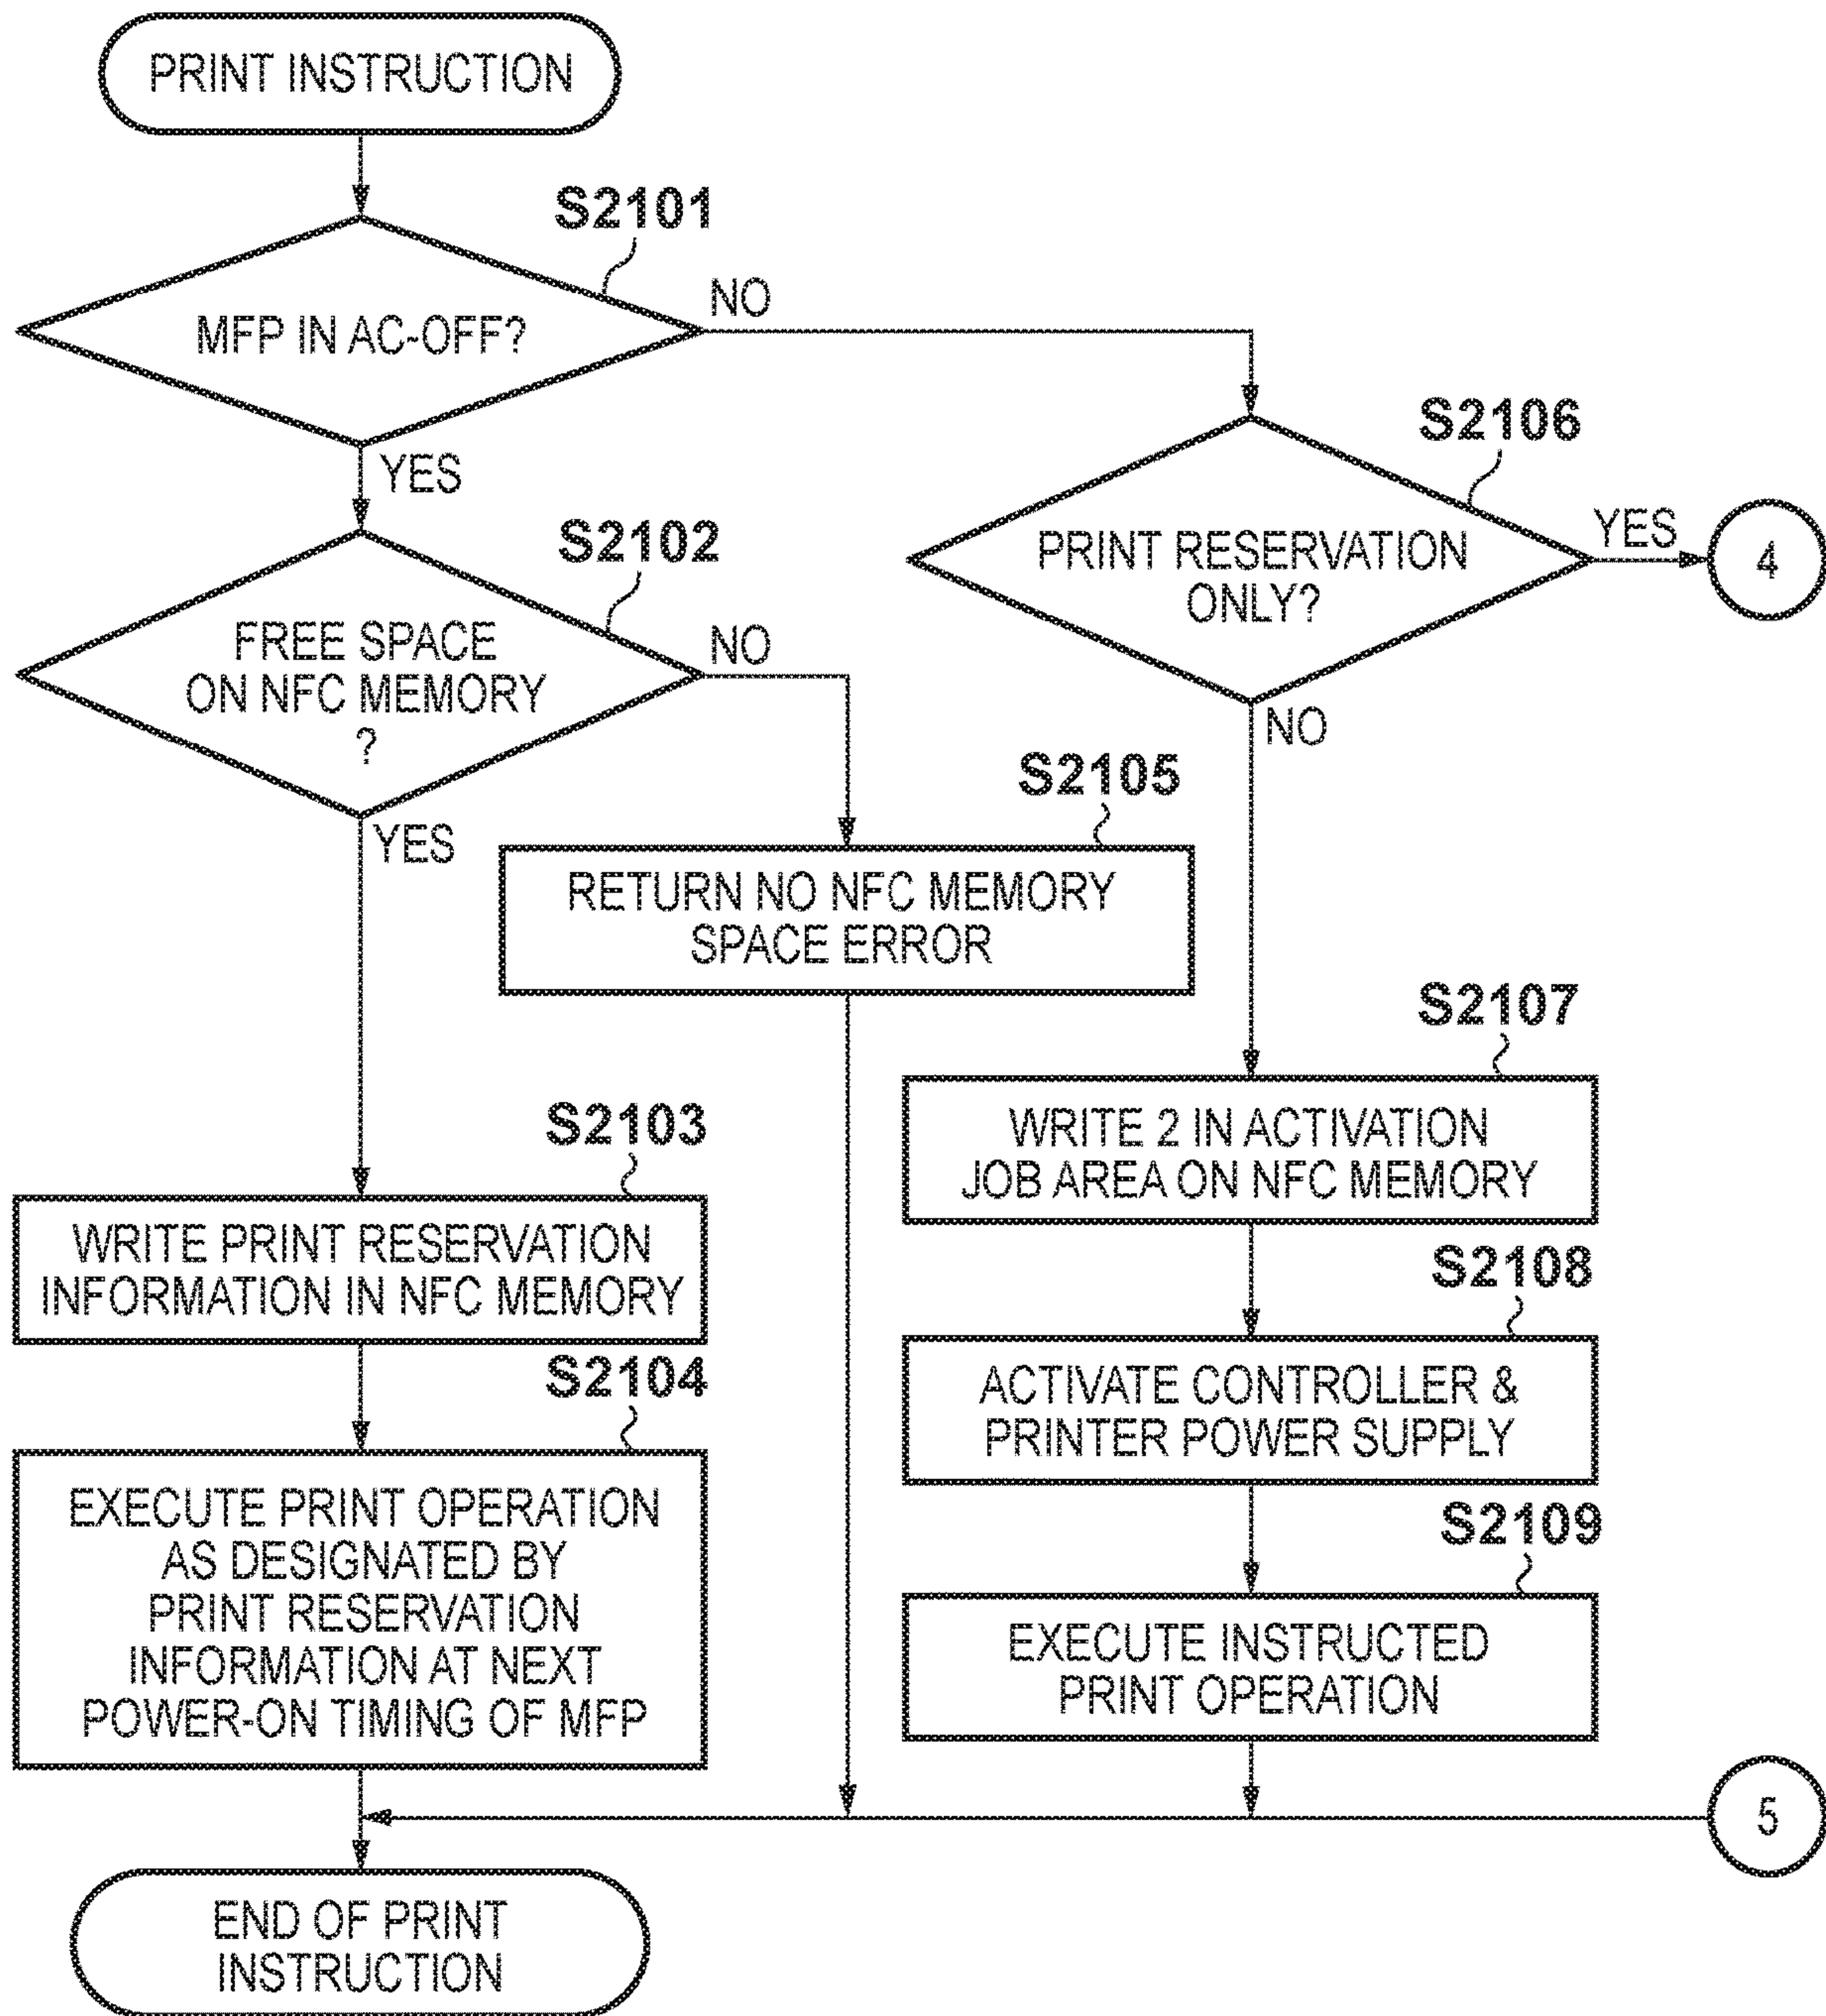 PRINT INSTRUCTION
S2101
MFP IN AC-OFF?
NO
YES
S2106
PRINT RESERVATION
ONLY?
YES
4
NO
S2102
FREE SPACE
ON NFC MEMORY
?
NO
YES
S2105
RETURN NO NFC MEMORY
SPACE ERROR
S2107
WRITE 2 IN ACTIVATION
JOB AREA ON NFC MEMORY
S2103
WRITE PRINT RESERVATION
INFORMATION IN NFC MEMORY
S2108
ACTIVATE CONTROLLER &
PRINTER POWER SUPPLY
S2104
EXECUTE PRINT OPERATION
AS DESIGNATED BY
PRINT RESERVATION
INFORMATION AT NEXT
POWER-ON TIMING OF MFP
S2109
EXECUTE INSTRUCTED
PRINT OPERATION
5
END OF PRINT
INSTRUCTION